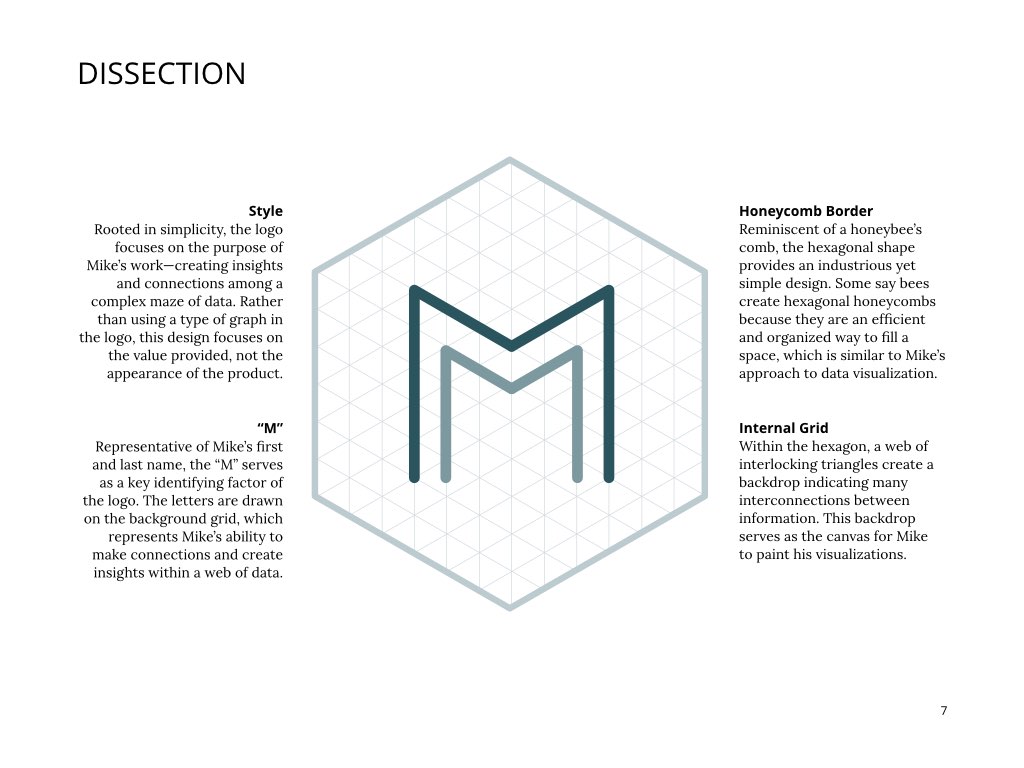 DISSECTION
Style
Rooted in simplicity, the logo
focuses on the purpose of
Mike’s work—creating insights
and connections among a
complex maze of data. Rather
than using a type of graph in
the logo, this design focuses on
the value provided, not the
appearance of the product.
“M”
Representative of Mike’s first
and last name, the “M” serves
as a key identifying factor of
the logo. The letters are drawn
on the background grid, which
represents Mike’s ability to
make connections and create
insights within a web of data.
Honeycomb Border
Reminiscent of a honeybee’s
comb, the hexagonal shape
provides an industrious yet
simple design. Some say bees
create hexagonal honeycombs
because they are an efficient
and organized way to fill a
space, which is similar to Mike’s
approach to data visualization.
Internal Grid
Within the hexagon, a web of
interlocking triangles create a
backdrop indicating many
interconnections between
information. This backdrop
serves as the canvas for Mike
to paint his visualizations.
7